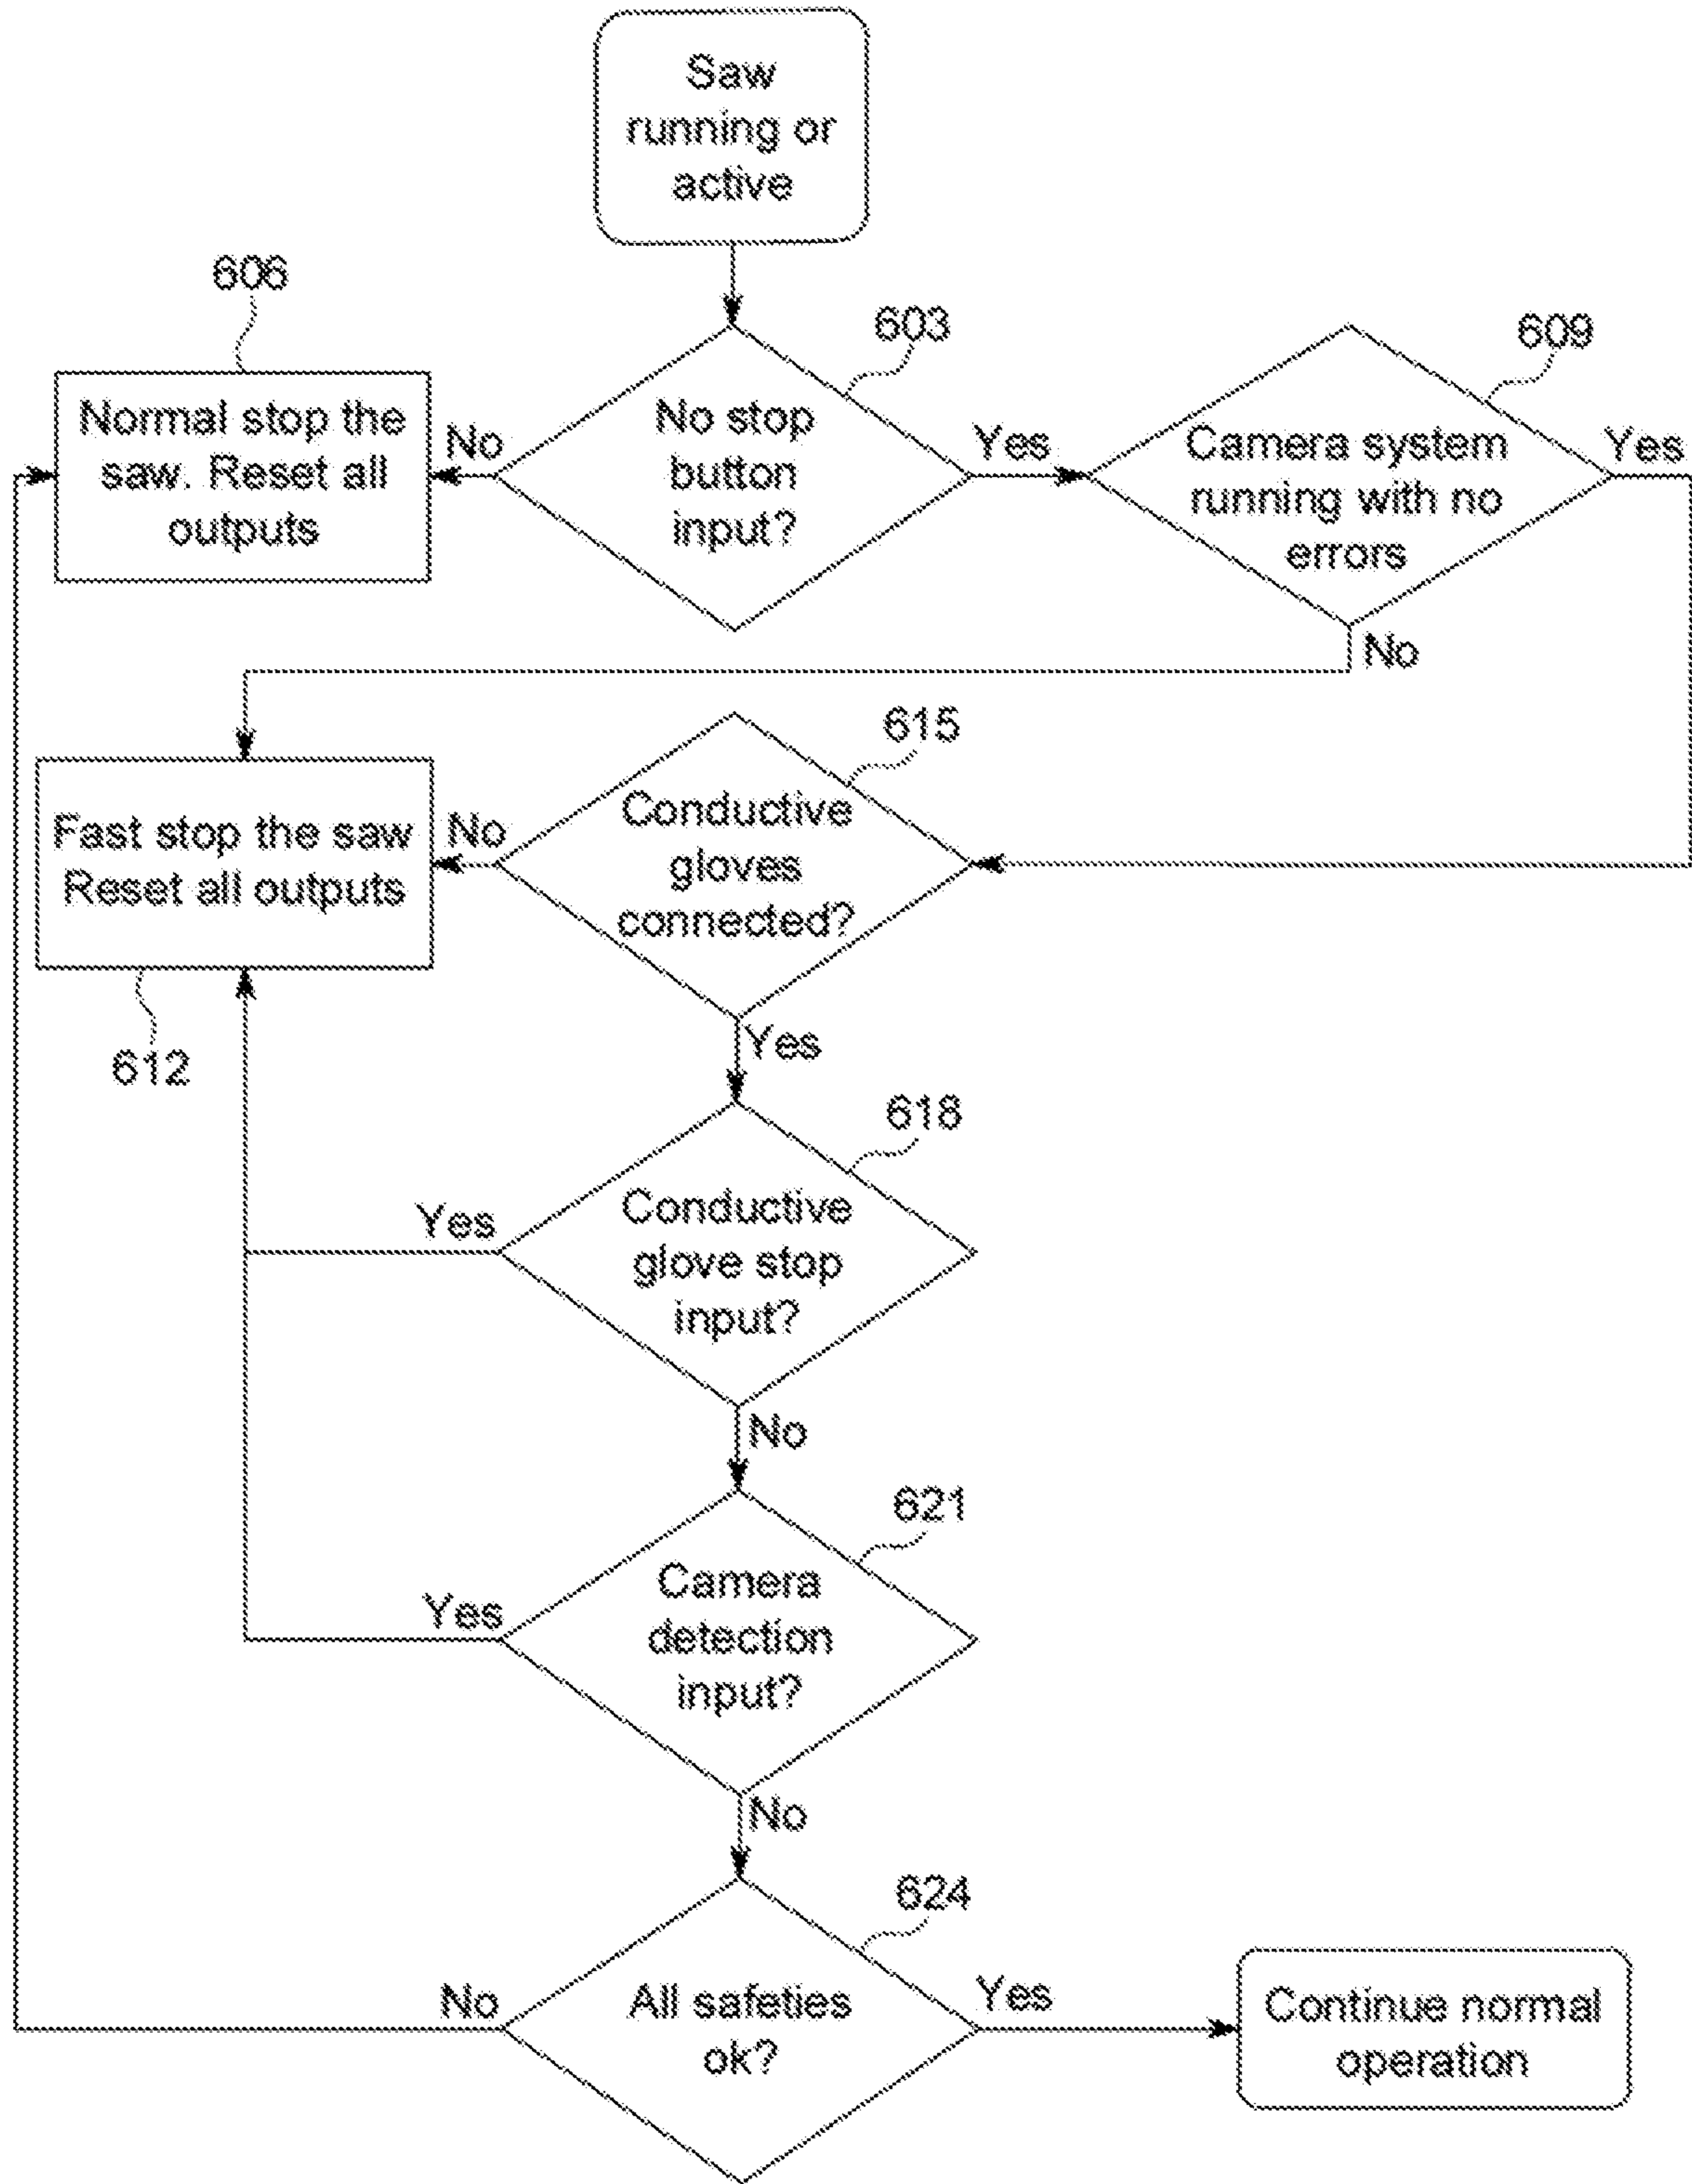 Saw
running or
active
606
603
609
Normal stop the
saw. Reset all
outputs
No
No stop
button
input?
Yes
Camera system
running with no
errors
Yes
No
615
Fast stop the saw
Reset all outputs
No
Conductive
gloves
connected?
612
Yes
618
Yes
Conductive
glove stop
input?
No
621
Yes
Camera
detection
input?
No
624
No
All safeties
ok?
Yes
Continue normal
operation